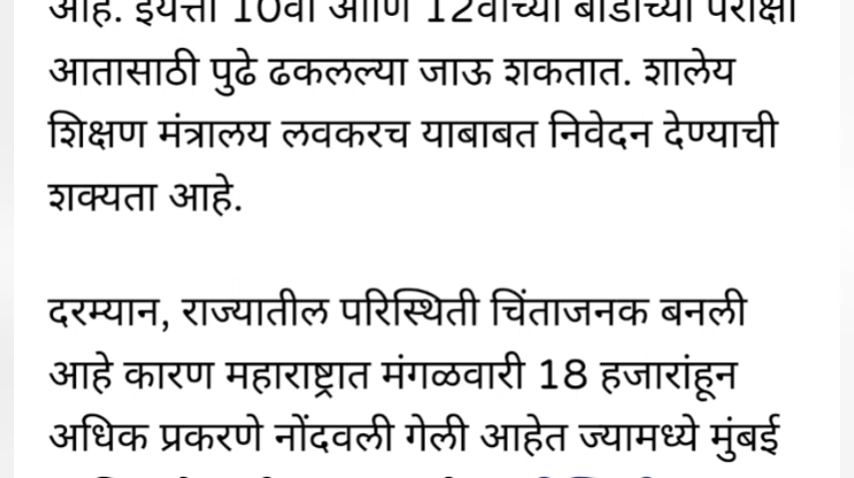 आहे. इयत्ता 10वी आणि 12वीच्या बोर्डाच्या परीक्षा
आतासाठी पुढे ढकलल्या जाऊ शकतात. शालेय
शिक्षण मंत्रालय लवकरच याबाबत निवेदन देण्याची
शक्यता आहे.
दरम्यान, राज्यातील परिस्थिती चिंताजनक बनली
आहे कारण महाराष्ट्रात मंगळवारी 18 हजारांहून
अधिक प्रकरणे नोंदवली गेली आहेत ज्यामध्ये मुंबई